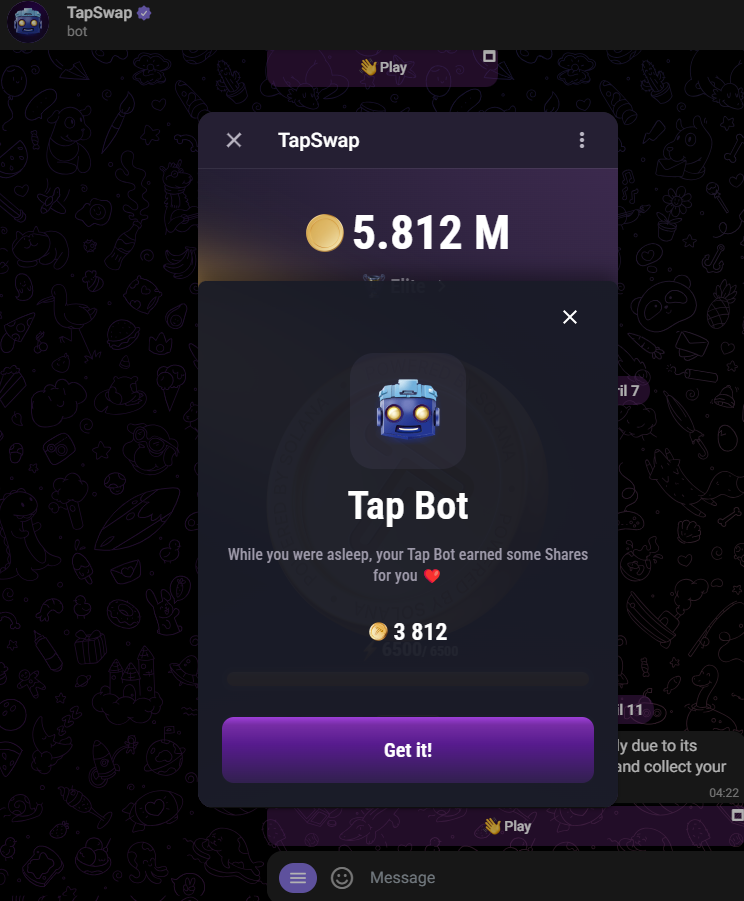 TapSwap
bot
👋 Play
TapSwap
5.812 M
Elite
ril 7
Tap Bot
While you were asleep, your Tap Bot earned some Shares
for you ❤️
3 812
6500/ 6500
il 11
Get it!
ly due to its
and collect your
04:22
👋 Play
Message